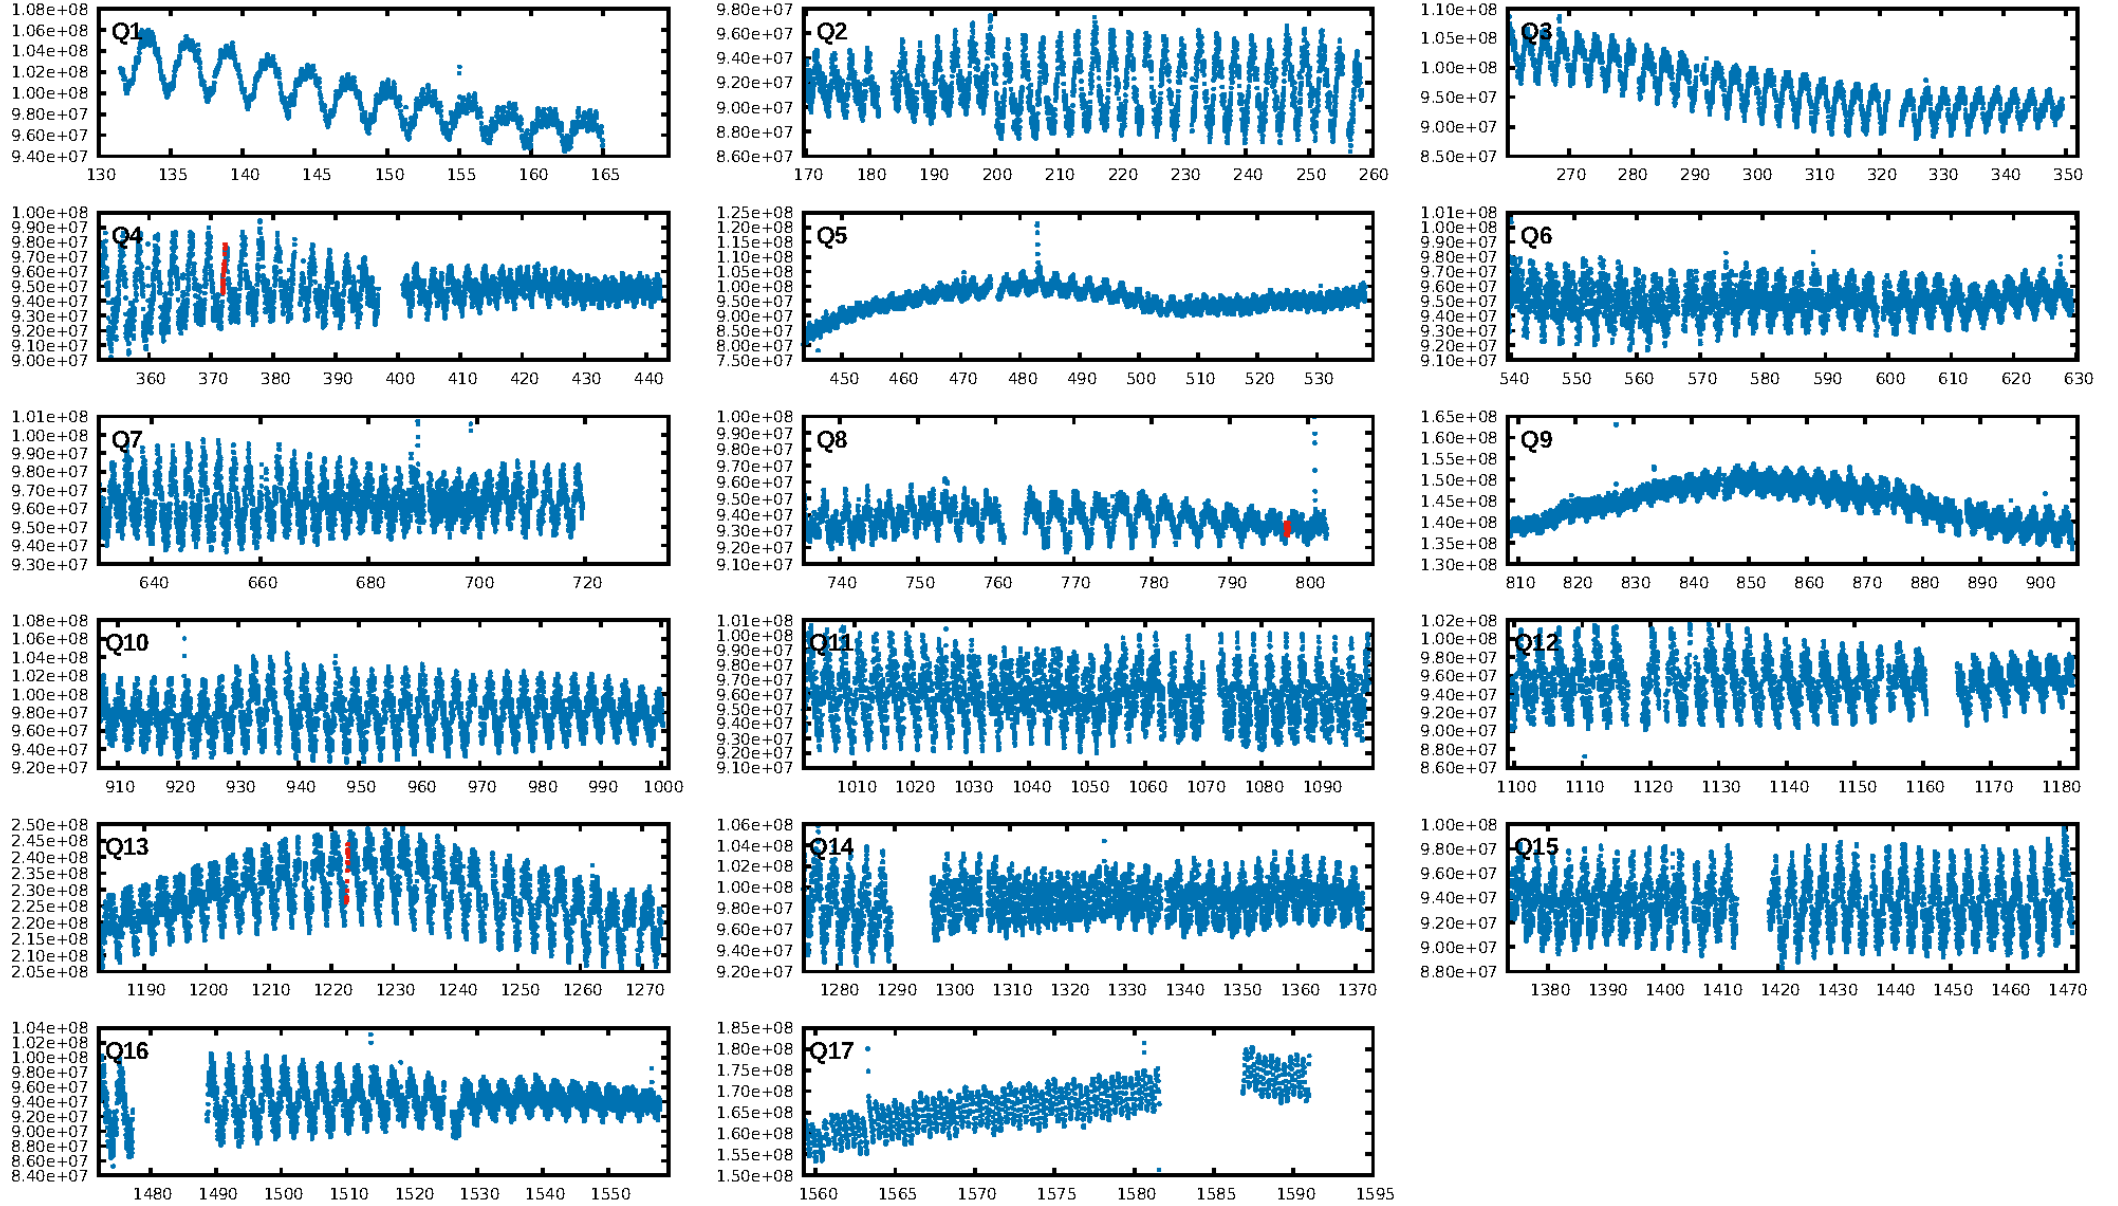 Q1
1.08e+08
1.06e+08
1.04e+08
1.02e+08
1.00e+08
9.80e+07
9.60e+07
9.40e+07
130 135 140 145 150 155 160 165
Q2
9.80e+07
9.60e+07
9.40e+07
9.20e+07
9.00e+07
8.80e+07
8.60e+07
170 180 190 200 210 220 230 240 250 260
Q3
1.10e+08
1.05e+08
1.00e+08
9.50e+07
9.00e+07
8.50e+07
270 280 290 300 310 320 330 340 350
Q4
1.00e+08
9.90e+07
9.80e+07
9.70e+07
9.60e+07
9.50e+07
9.40e+07
9.30e+07
9.20e+07
9.10e+07
9.00e+07
360 370 380 390 400 410 420 430 440
Q5
1.25e+08
1.20e+08
1.15e+08
1.10e+08
1.05e+08
1.00e+08
9.50e+07
9.00e+07
8.50e+07
8.00e+07
7.50e+07
450 460 470 480 490 500 510 520 530
Q6
1.01e+08
1.00e+08
9.90e+07
9.80e+07
9.70e+07
9.60e+07
9.50e+07
9.40e+07
9.30e+07
9.20e+07
9.10e+07
540 550 560 570 580 590 600 610 620 630
Q7
1.01e+08
1.00e+08
9.90e+07
9.80e+07
9.70e+07
9.60e+07
9.50e+07
9.40e+07
9.30e+07
640 660 680 700 720
Q8
1.00e+08
9.90e+07
9.80e+07
9.70e+07
9.60e+07
9.50e+07
9.40e+07
9.30e+07
9.20e+07
9.10e+07
740 750 760 770 780 790 800
Q9
1.65e+08
1.60e+08
1.55e+08
1.50e+08
1.45e+08
1.40e+08
1.35e+08
1.30e+08
810 820 830 840 850 860 870 880 890 900
Q10
1.08e+08
1.06e+08
1.04e+08
1.02e+08
1.00e+08
9.80e+07
9.60e+07
9.40e+07
9.20e+07
910 920 930 940 950 960 970 980 990 1000
Q11
1.01e+08
1.00e+08
9.90e+07
9.80e+07
9.70e+07
9.60e+07
9.50e+07
9.40e+07
9.30e+07
9.20e+07
9.10e+07
1010 1020 1030 1040 1050 1060 1070 1080 1090
Q12
1.02e+08
1.00e+08
9.80e+07
9.60e+07
9.40e+07
9.20e+07
9.00e+07
8.80e+07
8.60e+07
1100 1110 1120 1130 1140 1150 1160 1170 1180
Q13
2.50e+08
2.45e+08
2.40e+08
2.35e+08
2.30e+08
2.25e+08
2.20e+08
2.15e+08
2.10e+08
2.05e+08
1190 1200 1210 1220 1230 1240 1250 1260 1270
Q14
1.06e+08
1.04e+08
1.02e+08
1.00e+08
9.80e+07
9.60e+07
9.40e+07
9.20e+07
1280 1290 1300 1310 1320 1330 1340 1350 1360 1370
Q15
1.00e+08
9.80e+07
9.60e+07
9.40e+07
9.20e+07
9.00e+07
8.80e+07
1380 1390 1400 1410 1420 1430 1440 1450 1460 1470
Q16
1.04e+08
1.02e+08
1.00e+08
9.80e+07
9.60e+07
9.40e+07
9.20e+07
9.00e+07
8.80e+07
8.60e+07
8.40e+07
1480 1490 1500 1510 1520 1530 1540 1550
Q17
1.85e+08
1.80e+08
1.75e+08
1.70e+08
1.65e+08
1.60e+08
1.55e+08
1.50e+08
1560 1565 1570 1575 1580 1585 1590 1595